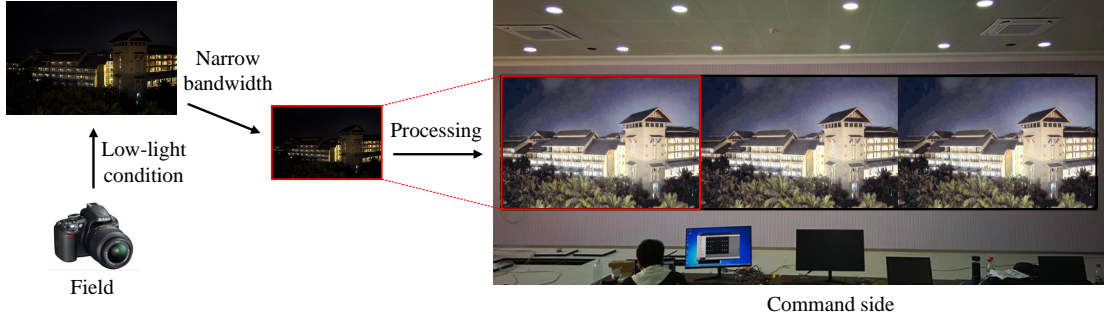 Narrow
bandwidth
Processing
Low-light
condition
Field
Command side